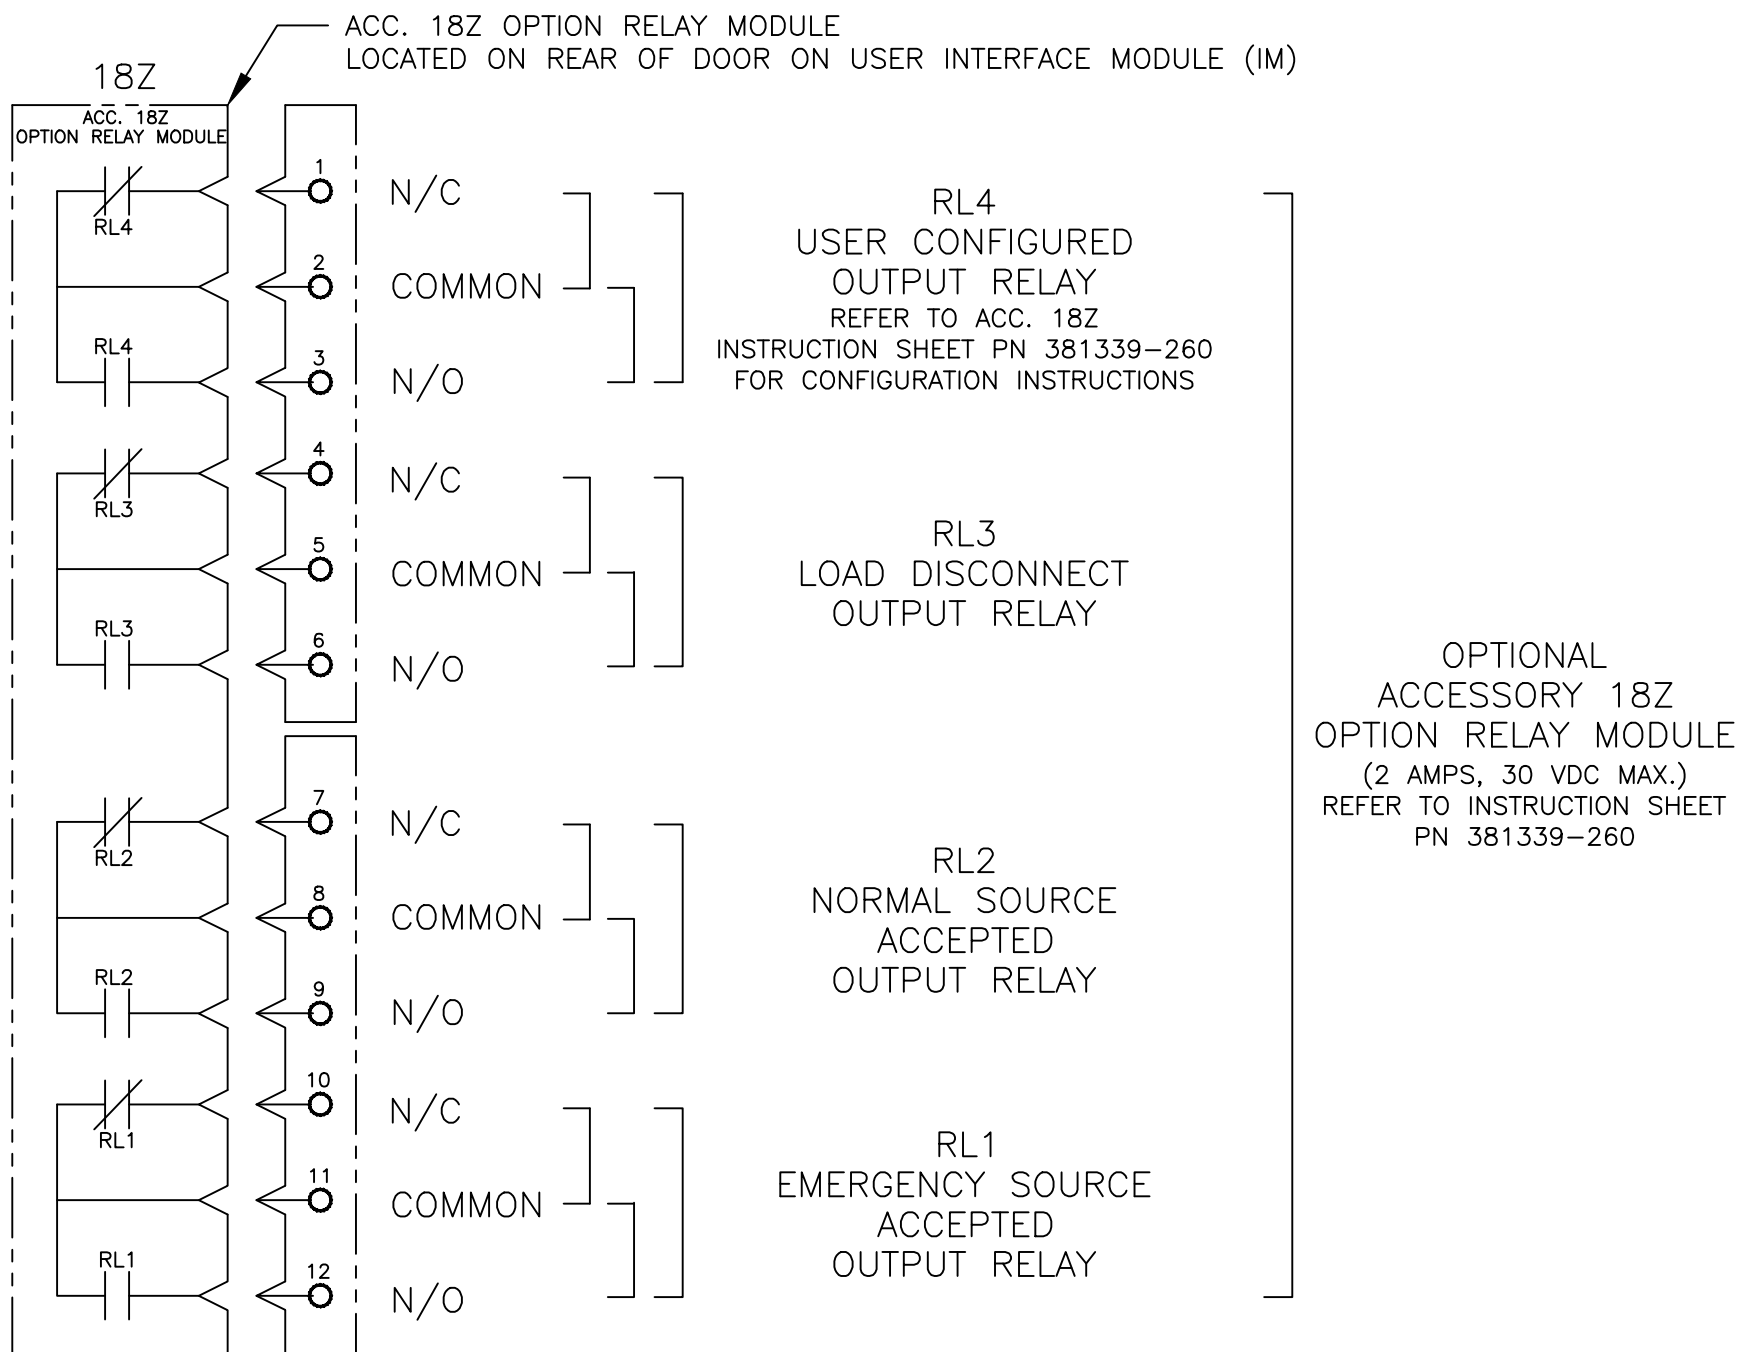 ACC. 18Z OPTION RELAY MODULE
LOCATED ON REAR OF DOOR ON USER INTERFACE MODULE (IM)
18Z
ACC. 18Z
OPTION RELAY MODULE
RL4
1
N/C
2
COMMON
RL4
3
N/O
RL4
USER CONFIGURED
OUTPUT RELAY
REFER TO ACC. 18Z
INSTRUCTION SHEET PN 381339-260
FOR CONFIGURATION INSTRUCTIONS
RL3
4
N/C
5
COMMON
RL3
6
N/O
RL3
LOAD DISCONNECT
OUTPUT RELAY
RL2
7
N/C
8
COMMON
RL2
9
N/O
RL2
NORMAL SOURCE
ACCEPTED
OUTPUT RELAY
RL1
10
N/C
11
COMMON
RL1
12
N/O
RL1
EMERGENCY SOURCE
ACCEPTED
OUTPUT RELAY
OPTIONAL
ACCESSORY 18Z
OPTION RELAY MODULE
(2 AMPS, 30 VDC MAX.)
REFER TO INSTRUCTION SHEET
PN 381339-260